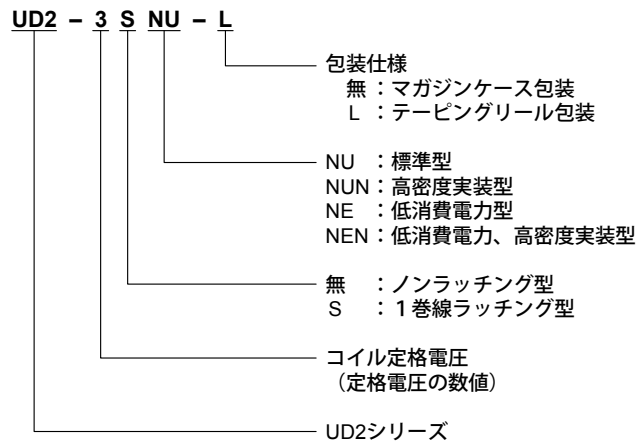 UD2 − 3 S NU − L
包装仕様
無：マガジンケース包装
L ：テーピングリール包装
NU ：標準型
NUN：高密度実装型
NE ：低消費電力型
NEN：低消費電力、高密度実装型
無 ：ノンラッチング型
S ：１巻線ラッチング型
コイル定格電圧
（定格電圧の数値）
UD2シリーズ